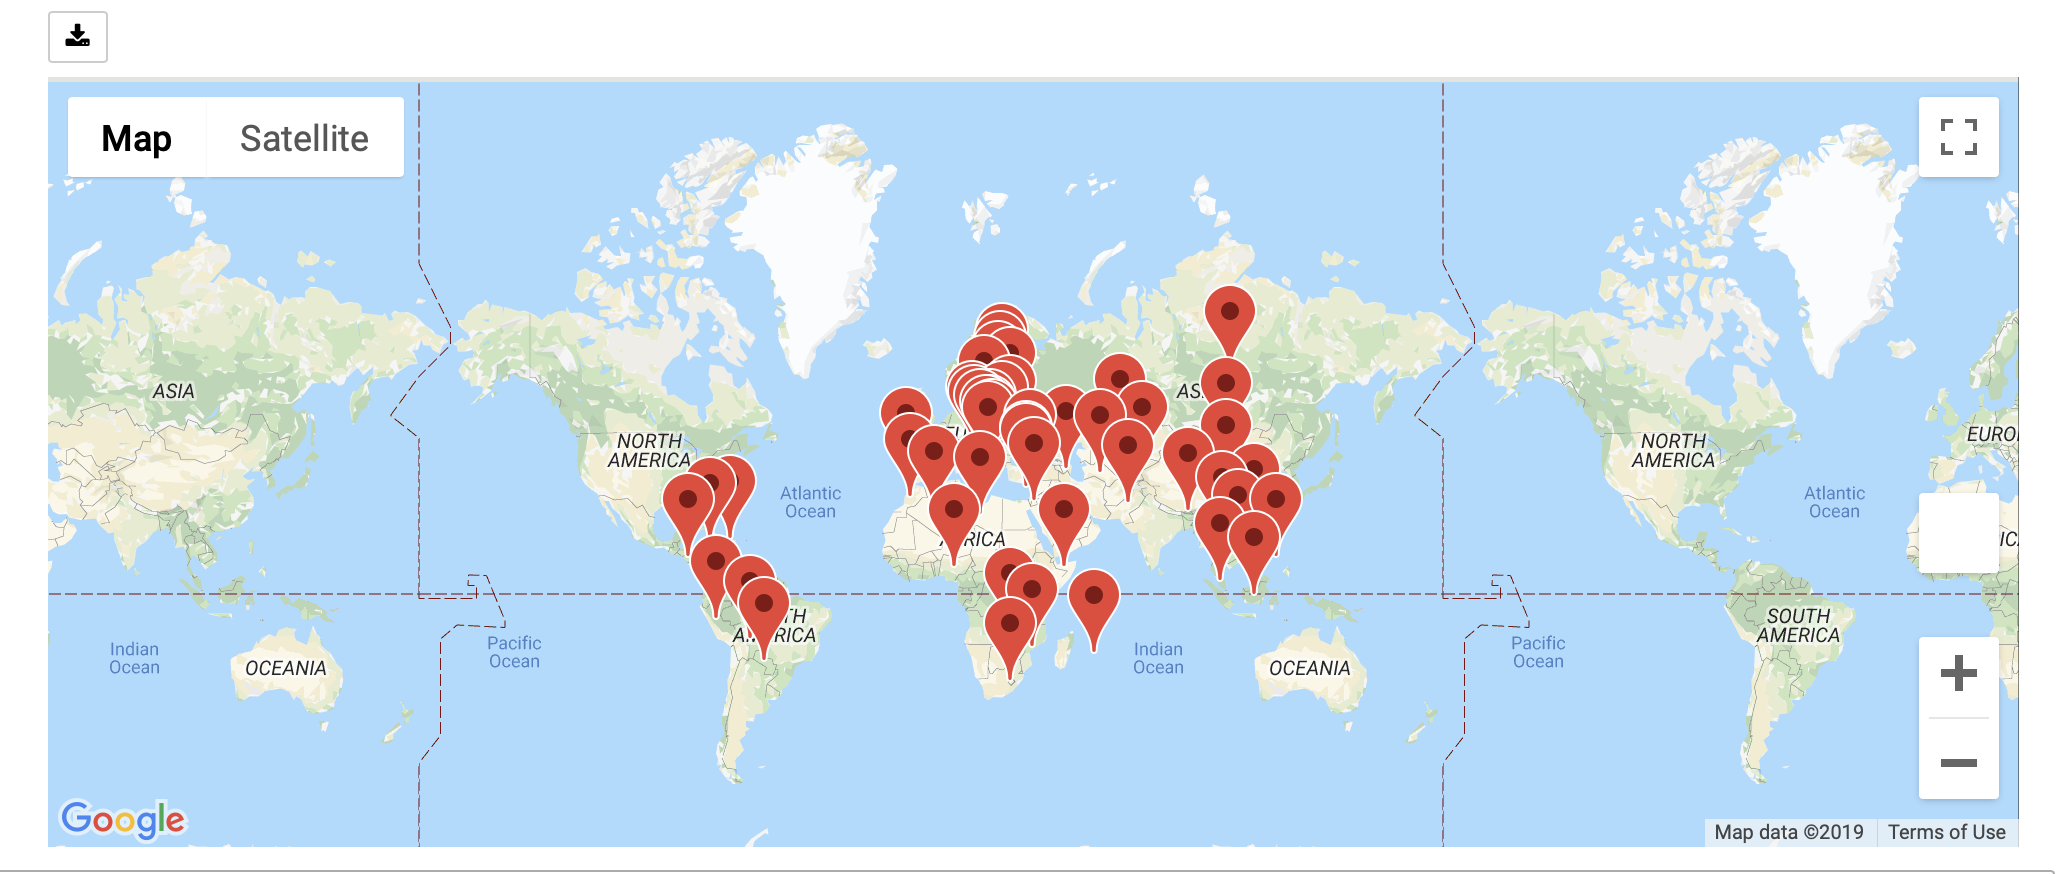 Map
Satellite
ASIA
NORTH
AMERICA
Atlantic
Ocean
NORTH
AMERICA
Atlantic
Ocean
Indian
Ocean
OCEANIA
Pacific
Ocean
Indian
Ocean
OCEANIA
Pacific
Ocean
SOUTH
AMERICA
Google
Map data ©2019
Terms of Use